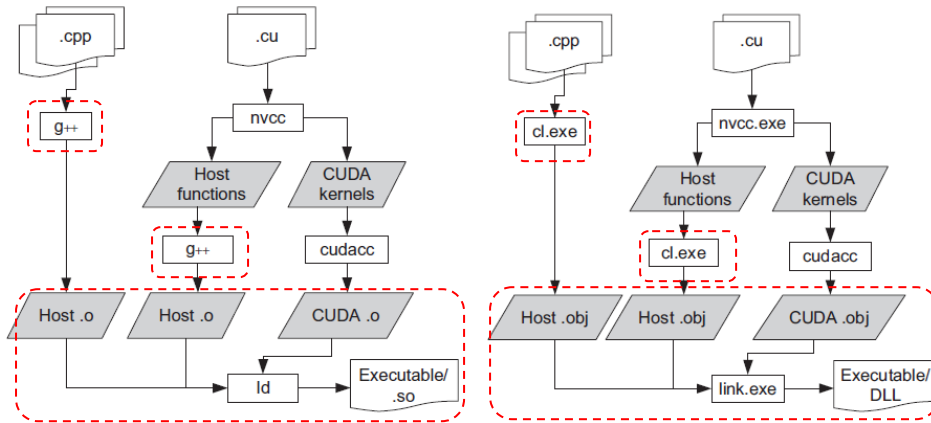 .cpp
.cu
g++
nvcc
Host
functions
CUDA
kernels
g++
cudacc
Host .o
Host .o
CUDA .o
ld
Executable/
.so
.cpp
.cu
cl.exe
nvcc.exe
Host
functions
CUDA
kernels
cl.exe
cudacc
Host .obj
Host .obj
CUDA .obj
link.exe
Executable/
DLL